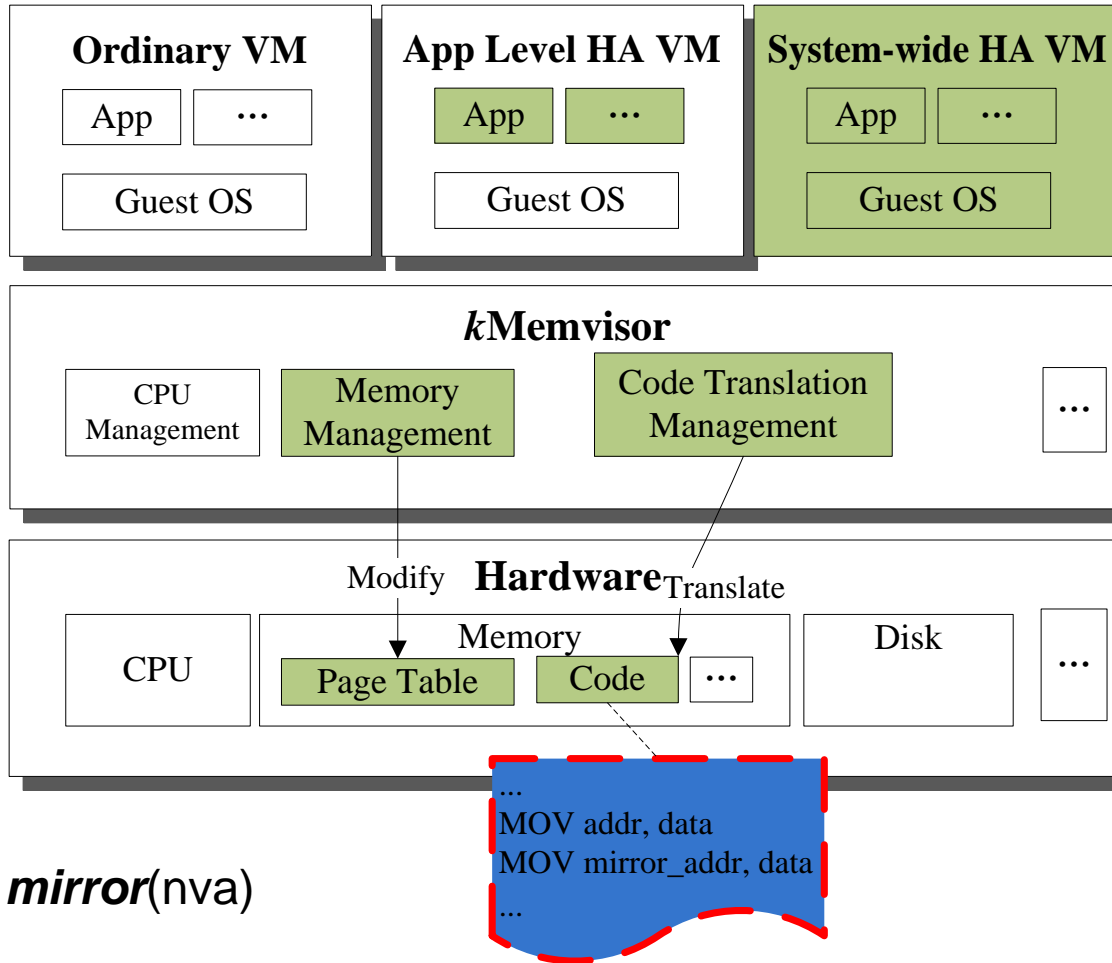 Ordinary VM
App
...
Guest OS
App Level HA VM
App
...
Guest OS
System-wide HA VM
App
...
Guest OS
kMemvisor
CPU
Management
Memory
Management
Code Translation
Management
...
Hardware
Modify
Translate
CPU
Memory
Page Table
Code
...
Disk
...
...
MOV addr, data
MOV mirror_addr, data
...
mirror(nva)